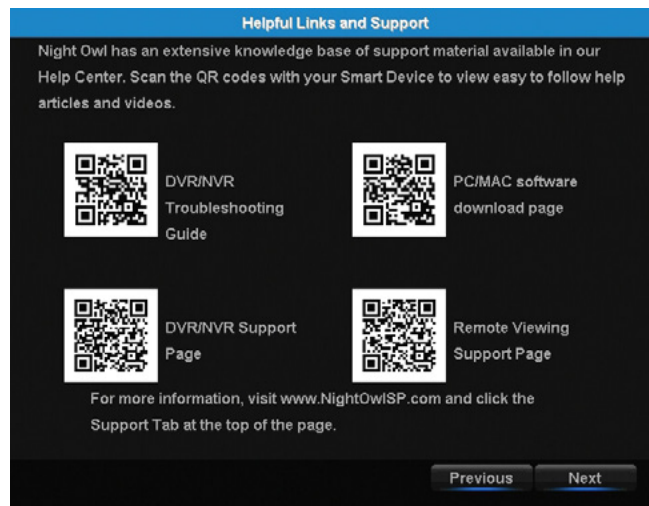 Helpful Links and Support
Night Owl has an extensive knowledge base of support material available in our
Help Center. Scan the QR codes with your Smart Device to view easy to follow help
articles and videos.
DVR/NVR
Troubleshooting
Guide
PC/MAC software
download page
DVR/NVR Support
Page
Remote Viewing
Support Page
For more information, visit www.NightOwlSP.com and click the
Support Tab at the top of the page.
Previous
Next